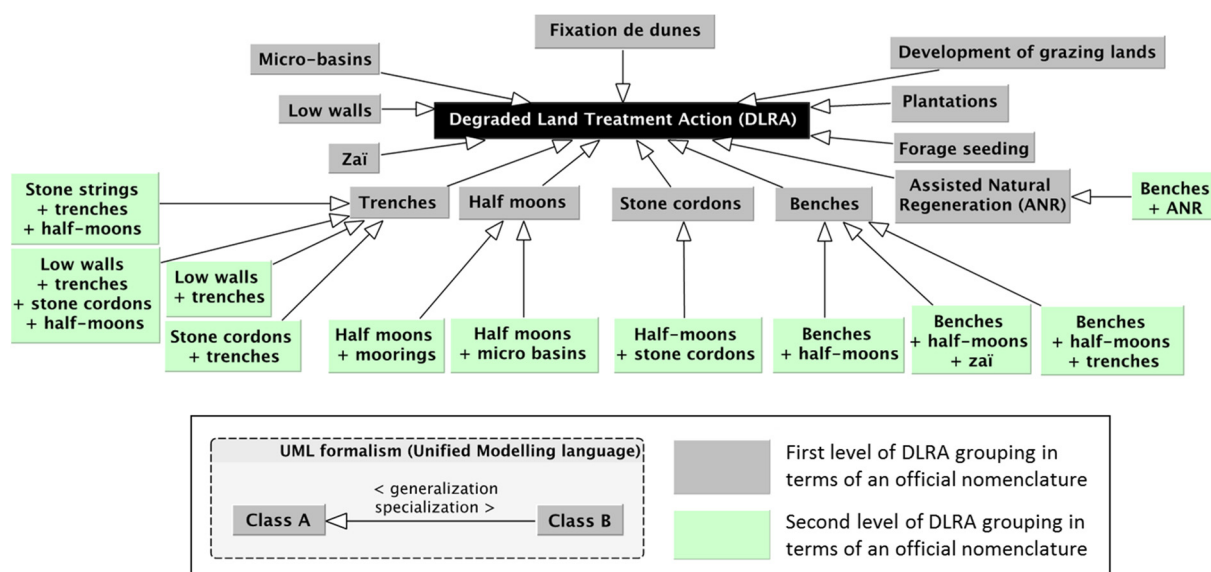 Fixation de dunes
Micro-basins
Development of grazing lands
Low walls
Plantations
Degraded Land Treatment Action (DLRA)
Zaï
Forage seeding
Stone strings
+ trenches
+ half-moons
Trenches
Half moons
Stone cordons
Benches
Assisted Natural
Regeneration (ANR)
Benches
+ ANR
Low walls
+ trenches
+ stone cordons
+ half-moons
Low walls
+ trenches
Stone cordons
+ trenches
Half moons
+ moorings
Half moons
+ micro basins
Half-moons
+ stone cordons
Benches
+ half-moons
Benches
+ half-moons
+ zaï
Benches
+ half-moons
+ trenches
UML formalism (Unified Modelling language)
< generalization
specialization >
Class A
Class B
First level of DLRA grouping in
terms of an official nomenclature
Second level of DLRA grouping in
terms of an official nomenclature